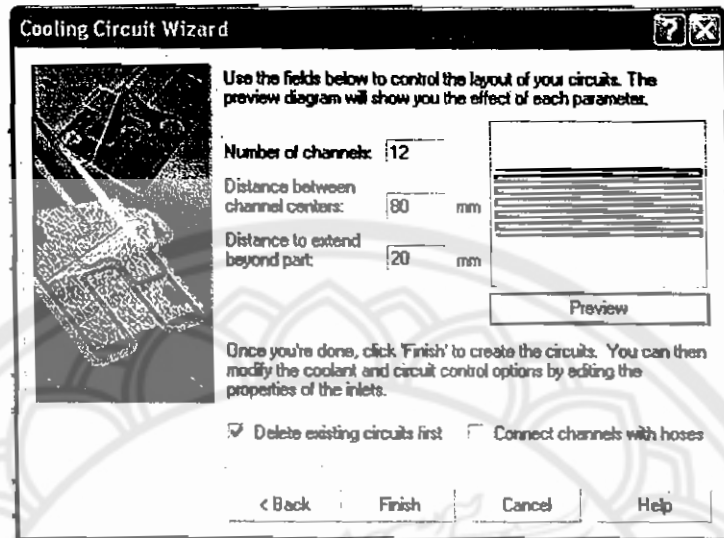 Cooling Circuit Wizard
Use the fields below to control the layout of your circuits. The
preview diagram will show you the effect of each parameter.
Number of channels: 12
Distance between
channel centers: 80 mm
Distance to extend
beyond part: 20 mm
Preview
Once you're done, click 'Finish' to create the circuits. You can then
modify the coolant and circuit control options by editing the
properties of the inlets.
Delete existing circuits first Connect channels with hoses
< Back Finish Cancel Help